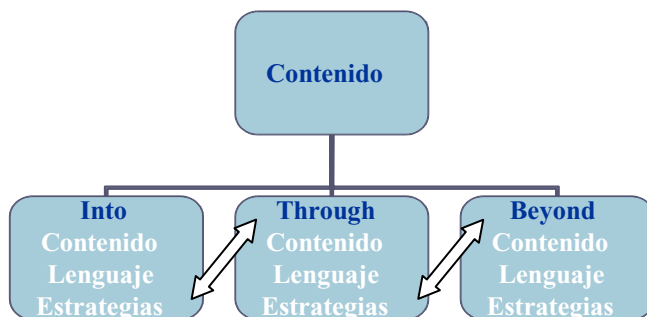 Contenido
Into
Contenido
Lenguaje
Estrategias
Through
Contenido
Lenguaje
Estrategias
Beyond
Contenido
Lenguaje
Estrategias